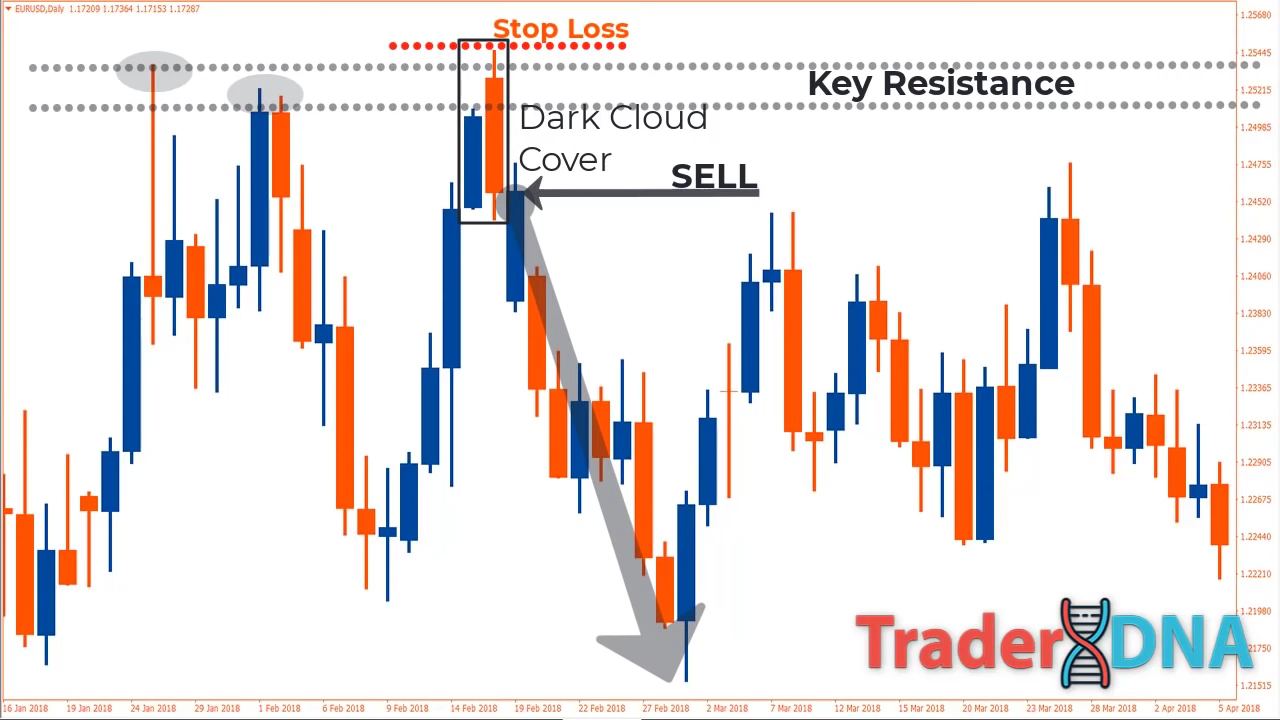 EURUSD,Daily 1.17209 1.17364 1.17153 1.17287
Stop Loss
Key Resistance
Dark Cloud
Cover
SELL
1.25680
1.25445
1.25215
1.24985
1.24755
1.24520
1.24290
1.24060
1.23830
1.23595
1.23365
1.23135
1.22905
1.22675
1.22440
1.22210
1.21980
1.21750
1.21515
TraderDNA
16 Jan 2018 19 Jan 2018 24 Jan 2018 29 Jan 2018 1 Feb 2018 6 Feb 2018 9 Feb 2018 14 Feb 2018 19 Feb 2018 22 Feb 2018 27 Feb 2018 2 Mar 2018 7 Mar 2018 12 Mar 2018 15 Mar 2018 20 Mar 2018 23 Mar 2018 28 Mar 2018 2 Apr 2018 5 Apr 2018